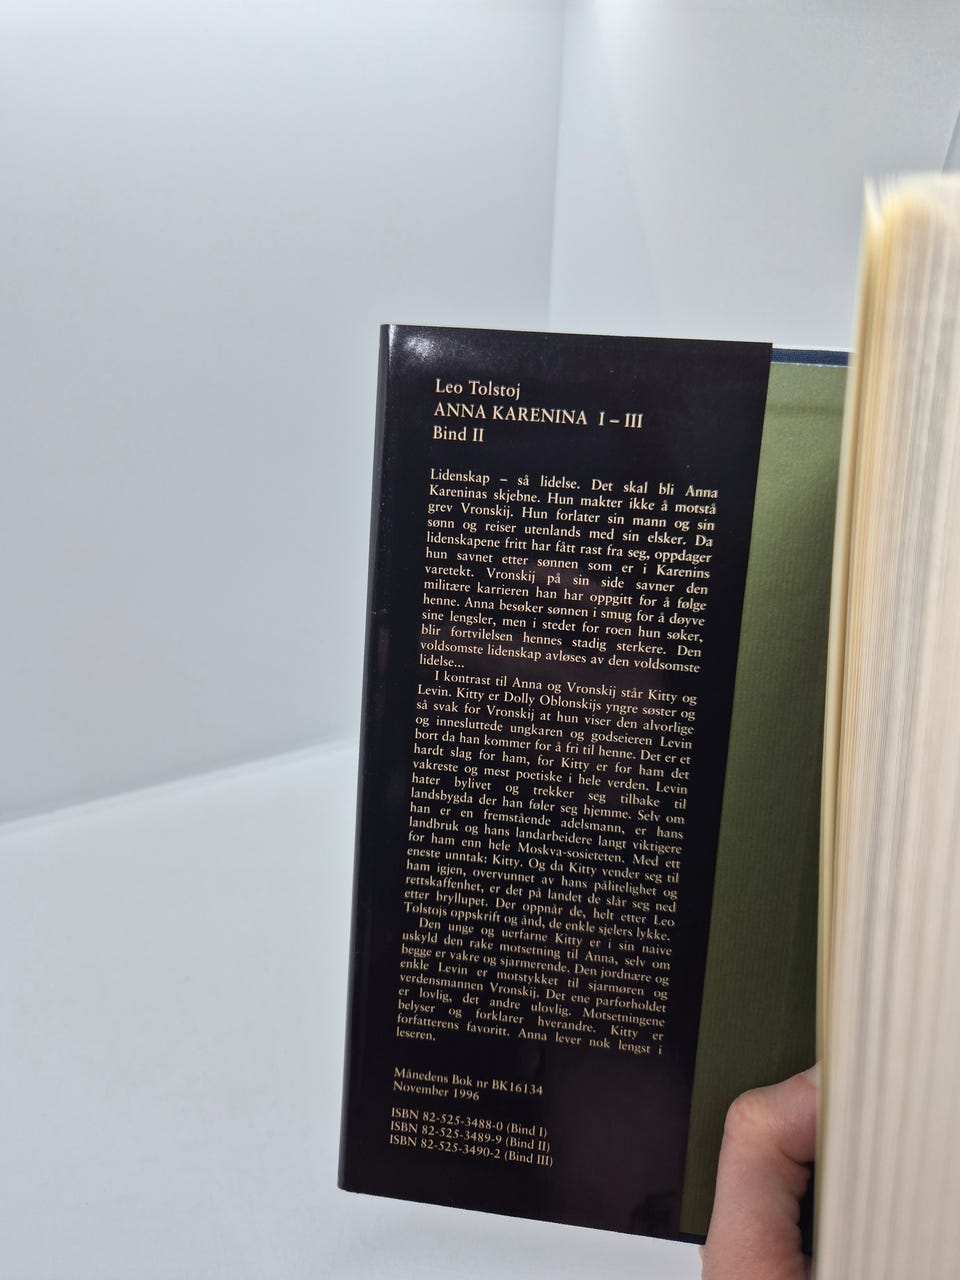 Leo Tolstoj
ANNA KARENINA I – III
Bind II
Lidenskap – så lidelse. Det skal bli Anna
Kareninas skjebne. Hun makter ikke å motstå
grev Vronskij. Hun forlater sin mann og sin
sønn og reiser utenlands med sin elsker. Da
lidenskapene fritt har fått rast fra seg, oppdager
hun savnet etter sønnen som er i Karenins
varetekt. Vronskij på sin side savner den
militære karrieren han har oppgitt for å følge
henne. Anna besøker sønnen i smug for å døyve
sine lengsler, men i stedet for roen hun søker,
blir fortvilelsen hennes stadig sterkere. Den
voldsomste lidenskap avløses av den voldsomste
lidelse...
I kontrast til Anna og Vronskij står Kitty og
Levin. Kitty er Dolly Oblonskijs yngre søster og
så svak for Vronskij at hun viser den alvorlige
og innesluttede ungkaren og godseieren Levin
bort da han kommer for å fri til henne. Det er et
hardt slag for ham, for Kitty er for ham det
vakreste og mest poetiske i hele verden. Levin
hater bylivet og trekker seg tilbake til
landsbygda der han føler seg hjemme. Selv om
han er en fremstående adelsmann, er hans
landbruk og hans landarbeidere langt viktigere
for ham enn hele Moskva-sosieteten. Med ett
eneste unntak: Kitty. Og da Kitty vender seg til
ham igjen, overvunnet av hans pålitelighet og
rettskaffenhet, er det på landet de slår seg ned
etter bryllupet. Der oppnår de, helt etter Leo
Tolstojs oppskrift og ånd, de enkle sjelers lykke.
Den unge og uerfarne Kitty er i sin naive
uskyld den rake motsetning til Anna, selv om
begge er vakre og sjarmerende. Den jordnære og
enkle Levin er motstykket til sjarmøren og
verdensmannen Vronskij. Det ene parforholdet
er lovlig, det andre ulovlig. Motsetningene
belyser og forklarer hverandre. Kitty er
forfatterens favoritt. Anna lever nok lengst i
leseren.
Månedens Bok nr BK16134
November 1996
ISBN 82-525-3488-0 (Bind I)
ISBN 82-525-3489-9 (Bind II)
ISBN 82-525-3490-2 (Bind III)